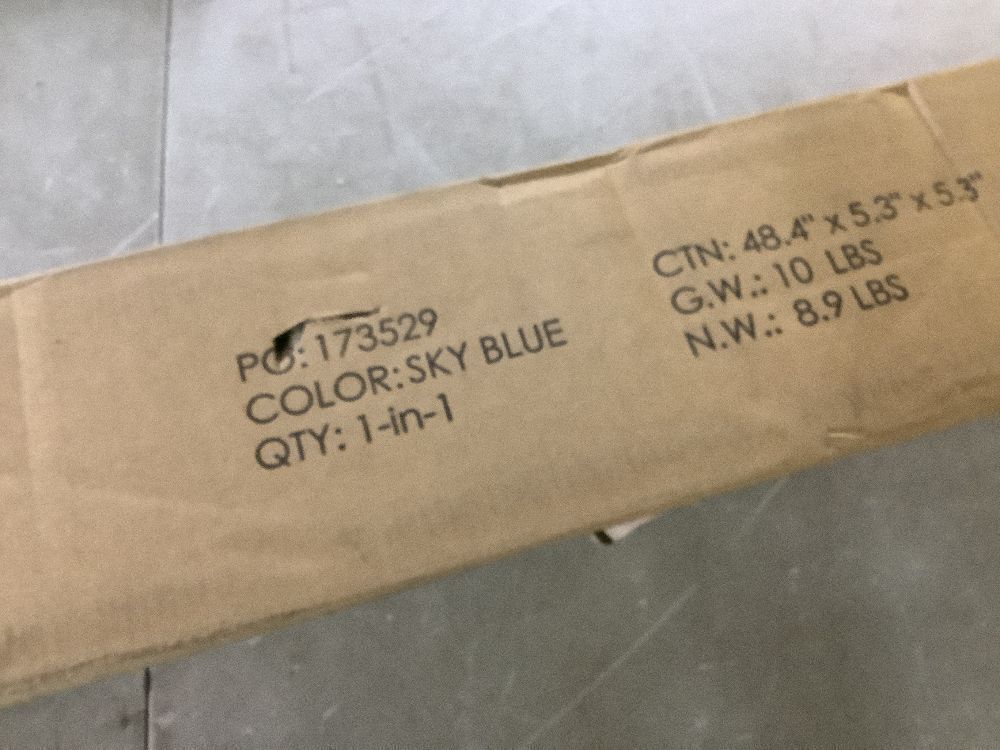 PO: 173529
COLOR: SKY BLUE
QTY: 1-in-1
CTN: 48.4" x 5.3" x 5.3"
G.W.: 10 LBS
N.W.: 8.9 LBS